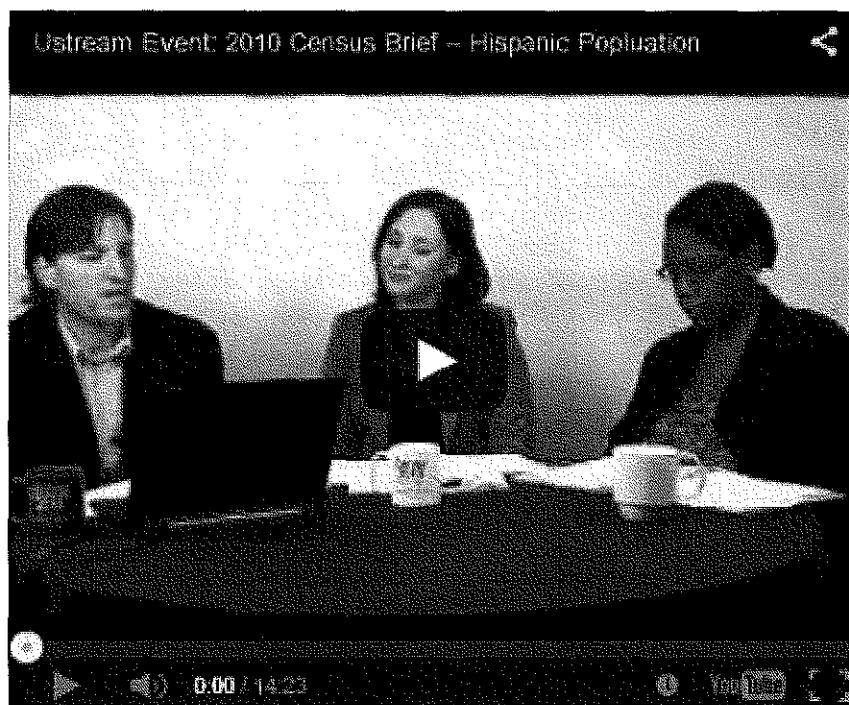 Ustream Event: 2010 Census Brief – Hispanic Popluation
0:00 / 14:23
YouTube